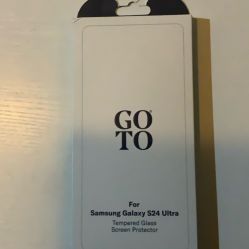 GO
TO
For
Samsung Galaxy S24 Ultra
Tempered Glass
Screen Protector